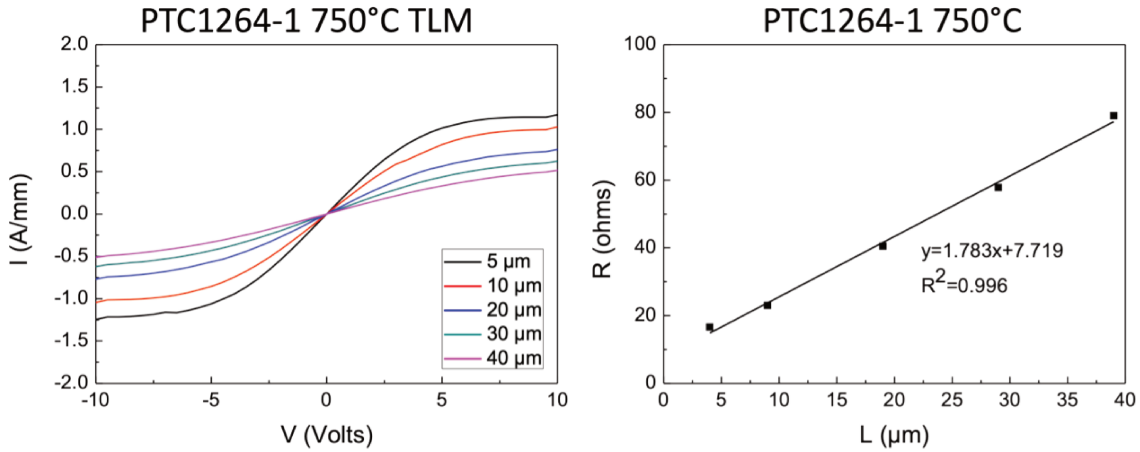 PTC1264-1 750°C TLM
2.0
1.5
1.0
0.5
0.0
-0.5
-1.0
-1.5
-2.0
I (A/mm)
-10
-5
0
5
10
V (Volts)
5 µm
10 µm
20 µm
30 µm
40 µm
PTC1264-1 750°C
100
80
60
40
20
0
R (ohms)
y=1.783x+7.719
R²=0.996
0
5
10
15
20
25
30
35
40
L (µm)